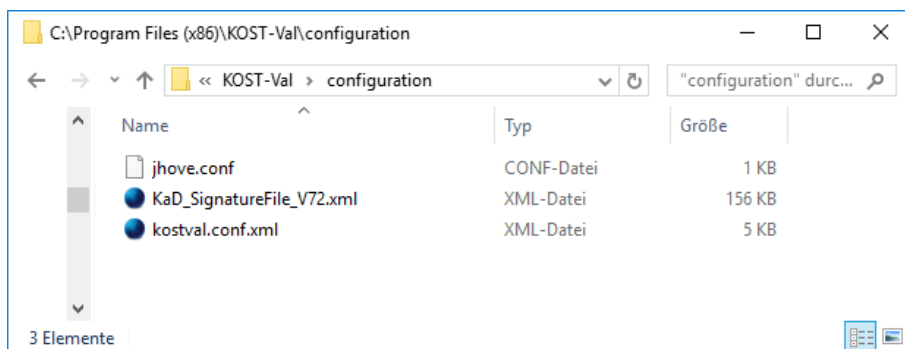 C:\Program Files (x86)\KOST-Val\configuration
« KOST-Val › configuration
"configuration" durc...
Name Typ Größe
jhove.conf CONF-Datei 1 KB
KaD_SignatureFile_V72.xml XML-Datei 156 KB
kostval.conf.xml XML-Datei 5 KB
3 Elemente